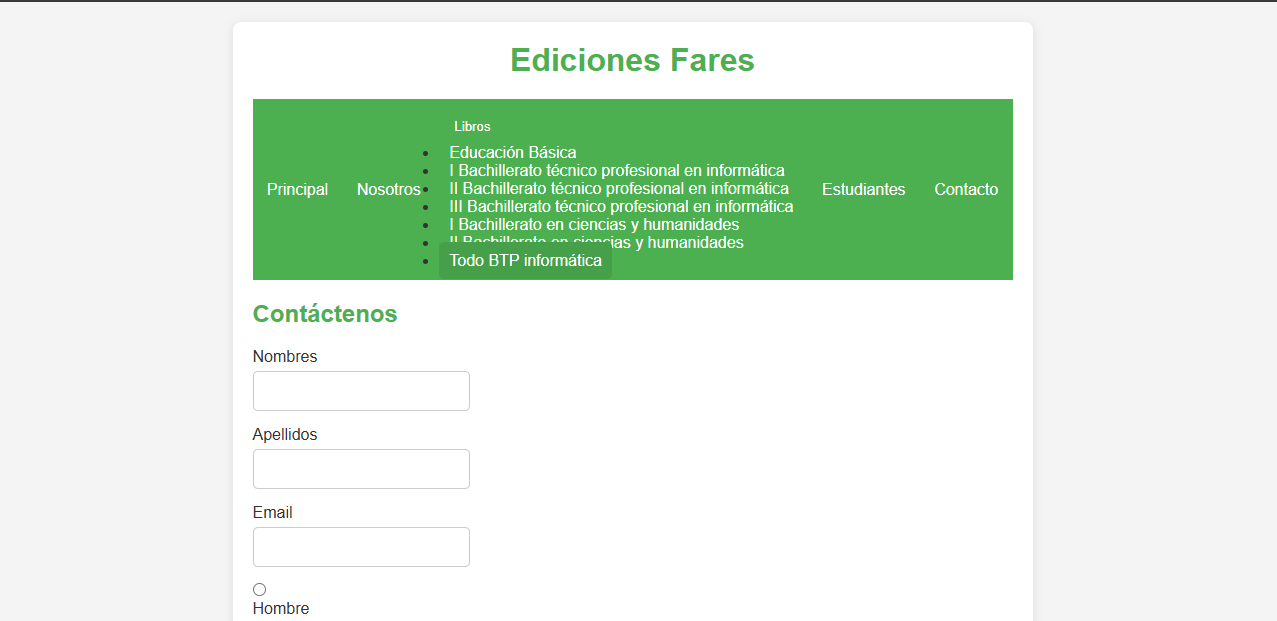 Ediciones Fares
Libros
Educación Básica
I Bachillerato técnico profesional en informática
Principal Nosotros II Bachillerato técnico profesional en informática Estudiantes Contacto
III Bachillerato técnico profesional en informática
I Bachillerato en ciencias y humanidades
II Bachillerato en ciencias y humanidades
Todo BTP informática
Contáctenos
Nombres
Apellidos
Email
Hombre